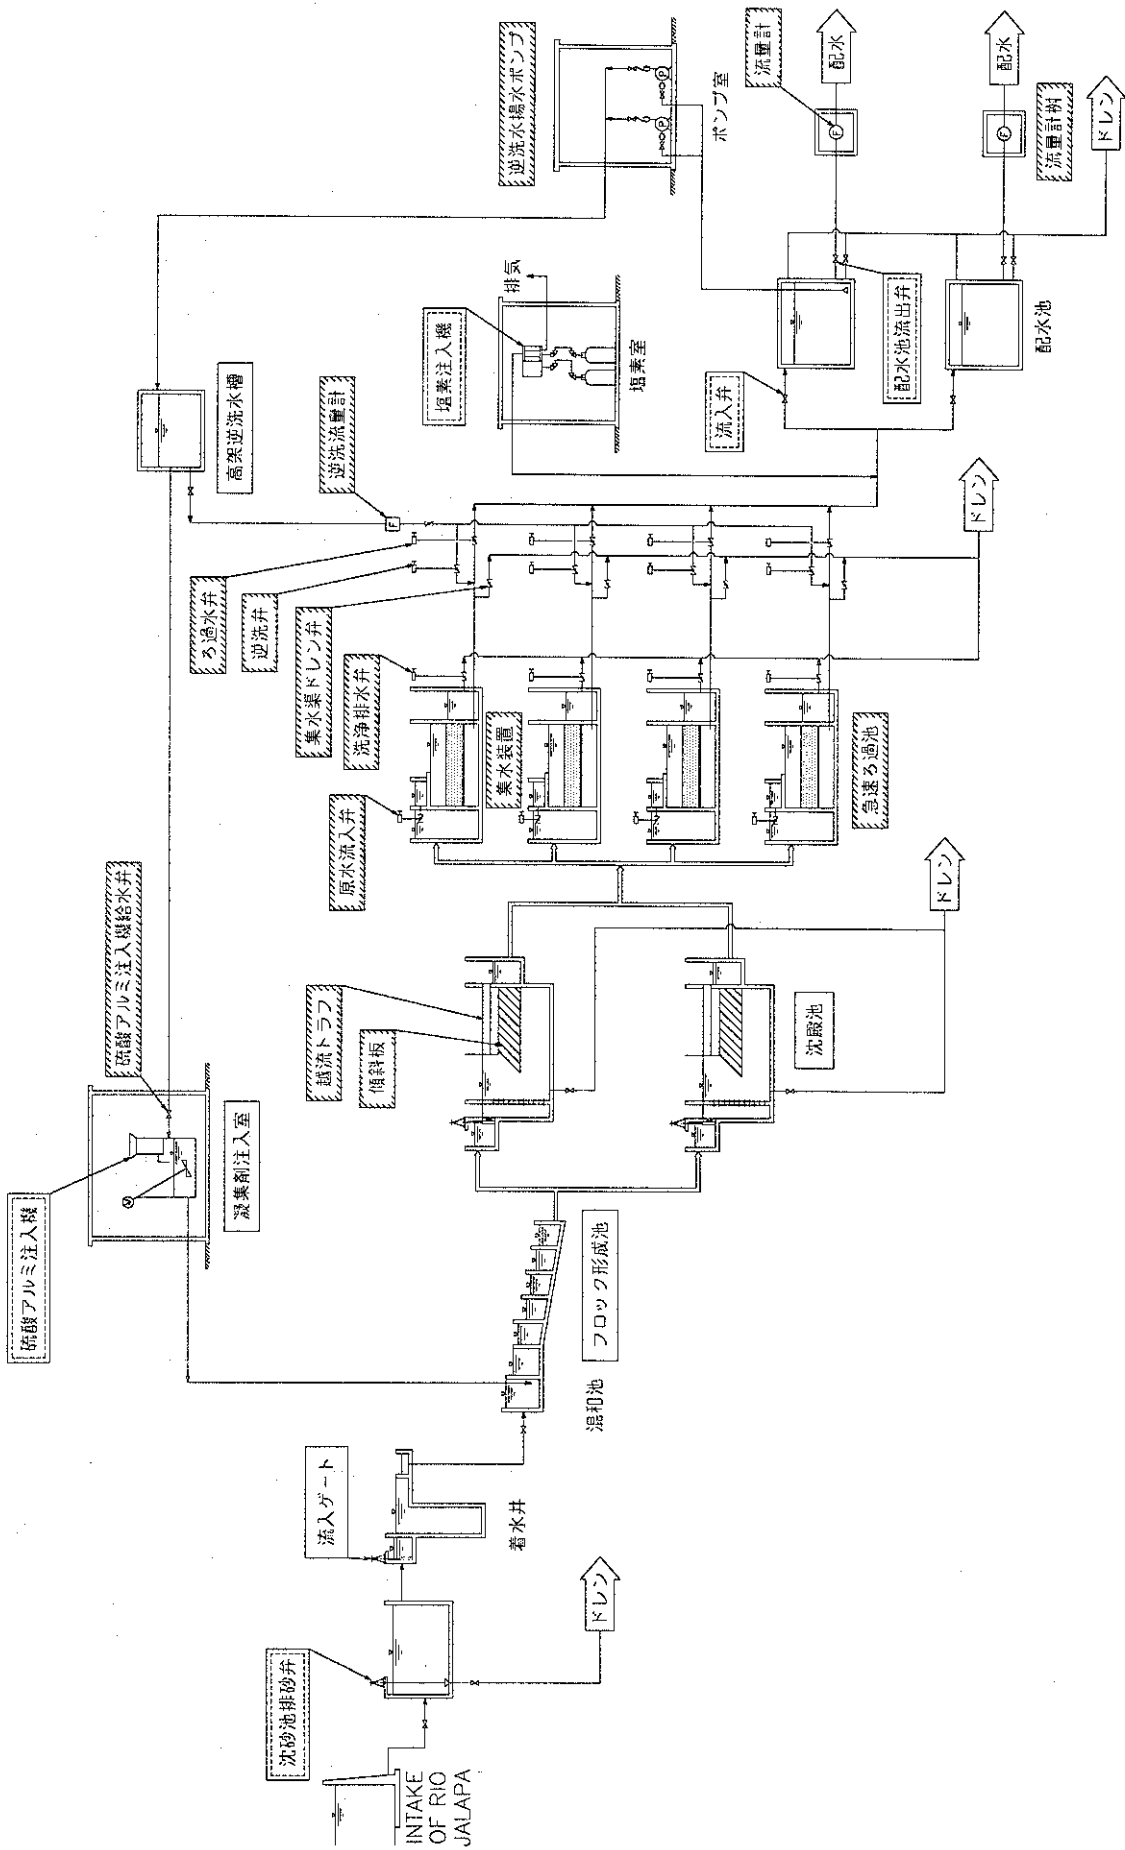 逆洗水揚水ポンプ
ポンプ室
流量計
配水
配水
流量計桝
ドレン
排気
塩素注入機
塩素室
流入弁
配水池流出弁
配水池
高架逆洗水槽
逆洗流量計
ろ過水弁
逆洗弁
集水渠ドレン弁
洗浄排水弁
ドレン
原水流入弁
集水装置
急速ろ過池
硫酸アルミ注入機給水弁
越流トラフ
傾斜板
沈殿池
ドレン
硫酸アルミ注入機
凝集剤注入室
フロック形成池
混和池
流入ゲート
着水井
沈砂池排砂弁
ドレン
INTAKE
OF RIO
JALAPA
P
P
F
F
F
M